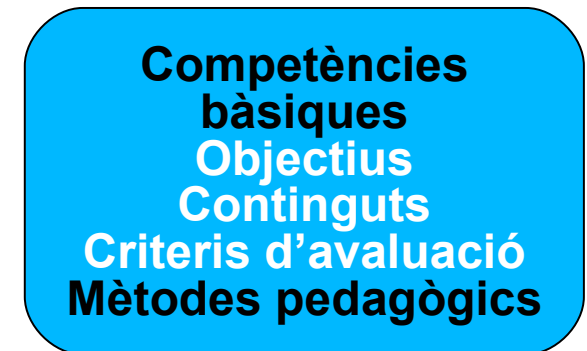 Competències
bàsiques
Objectius
Continguts
Criteris d’avaluació
Mètodes pedagògics